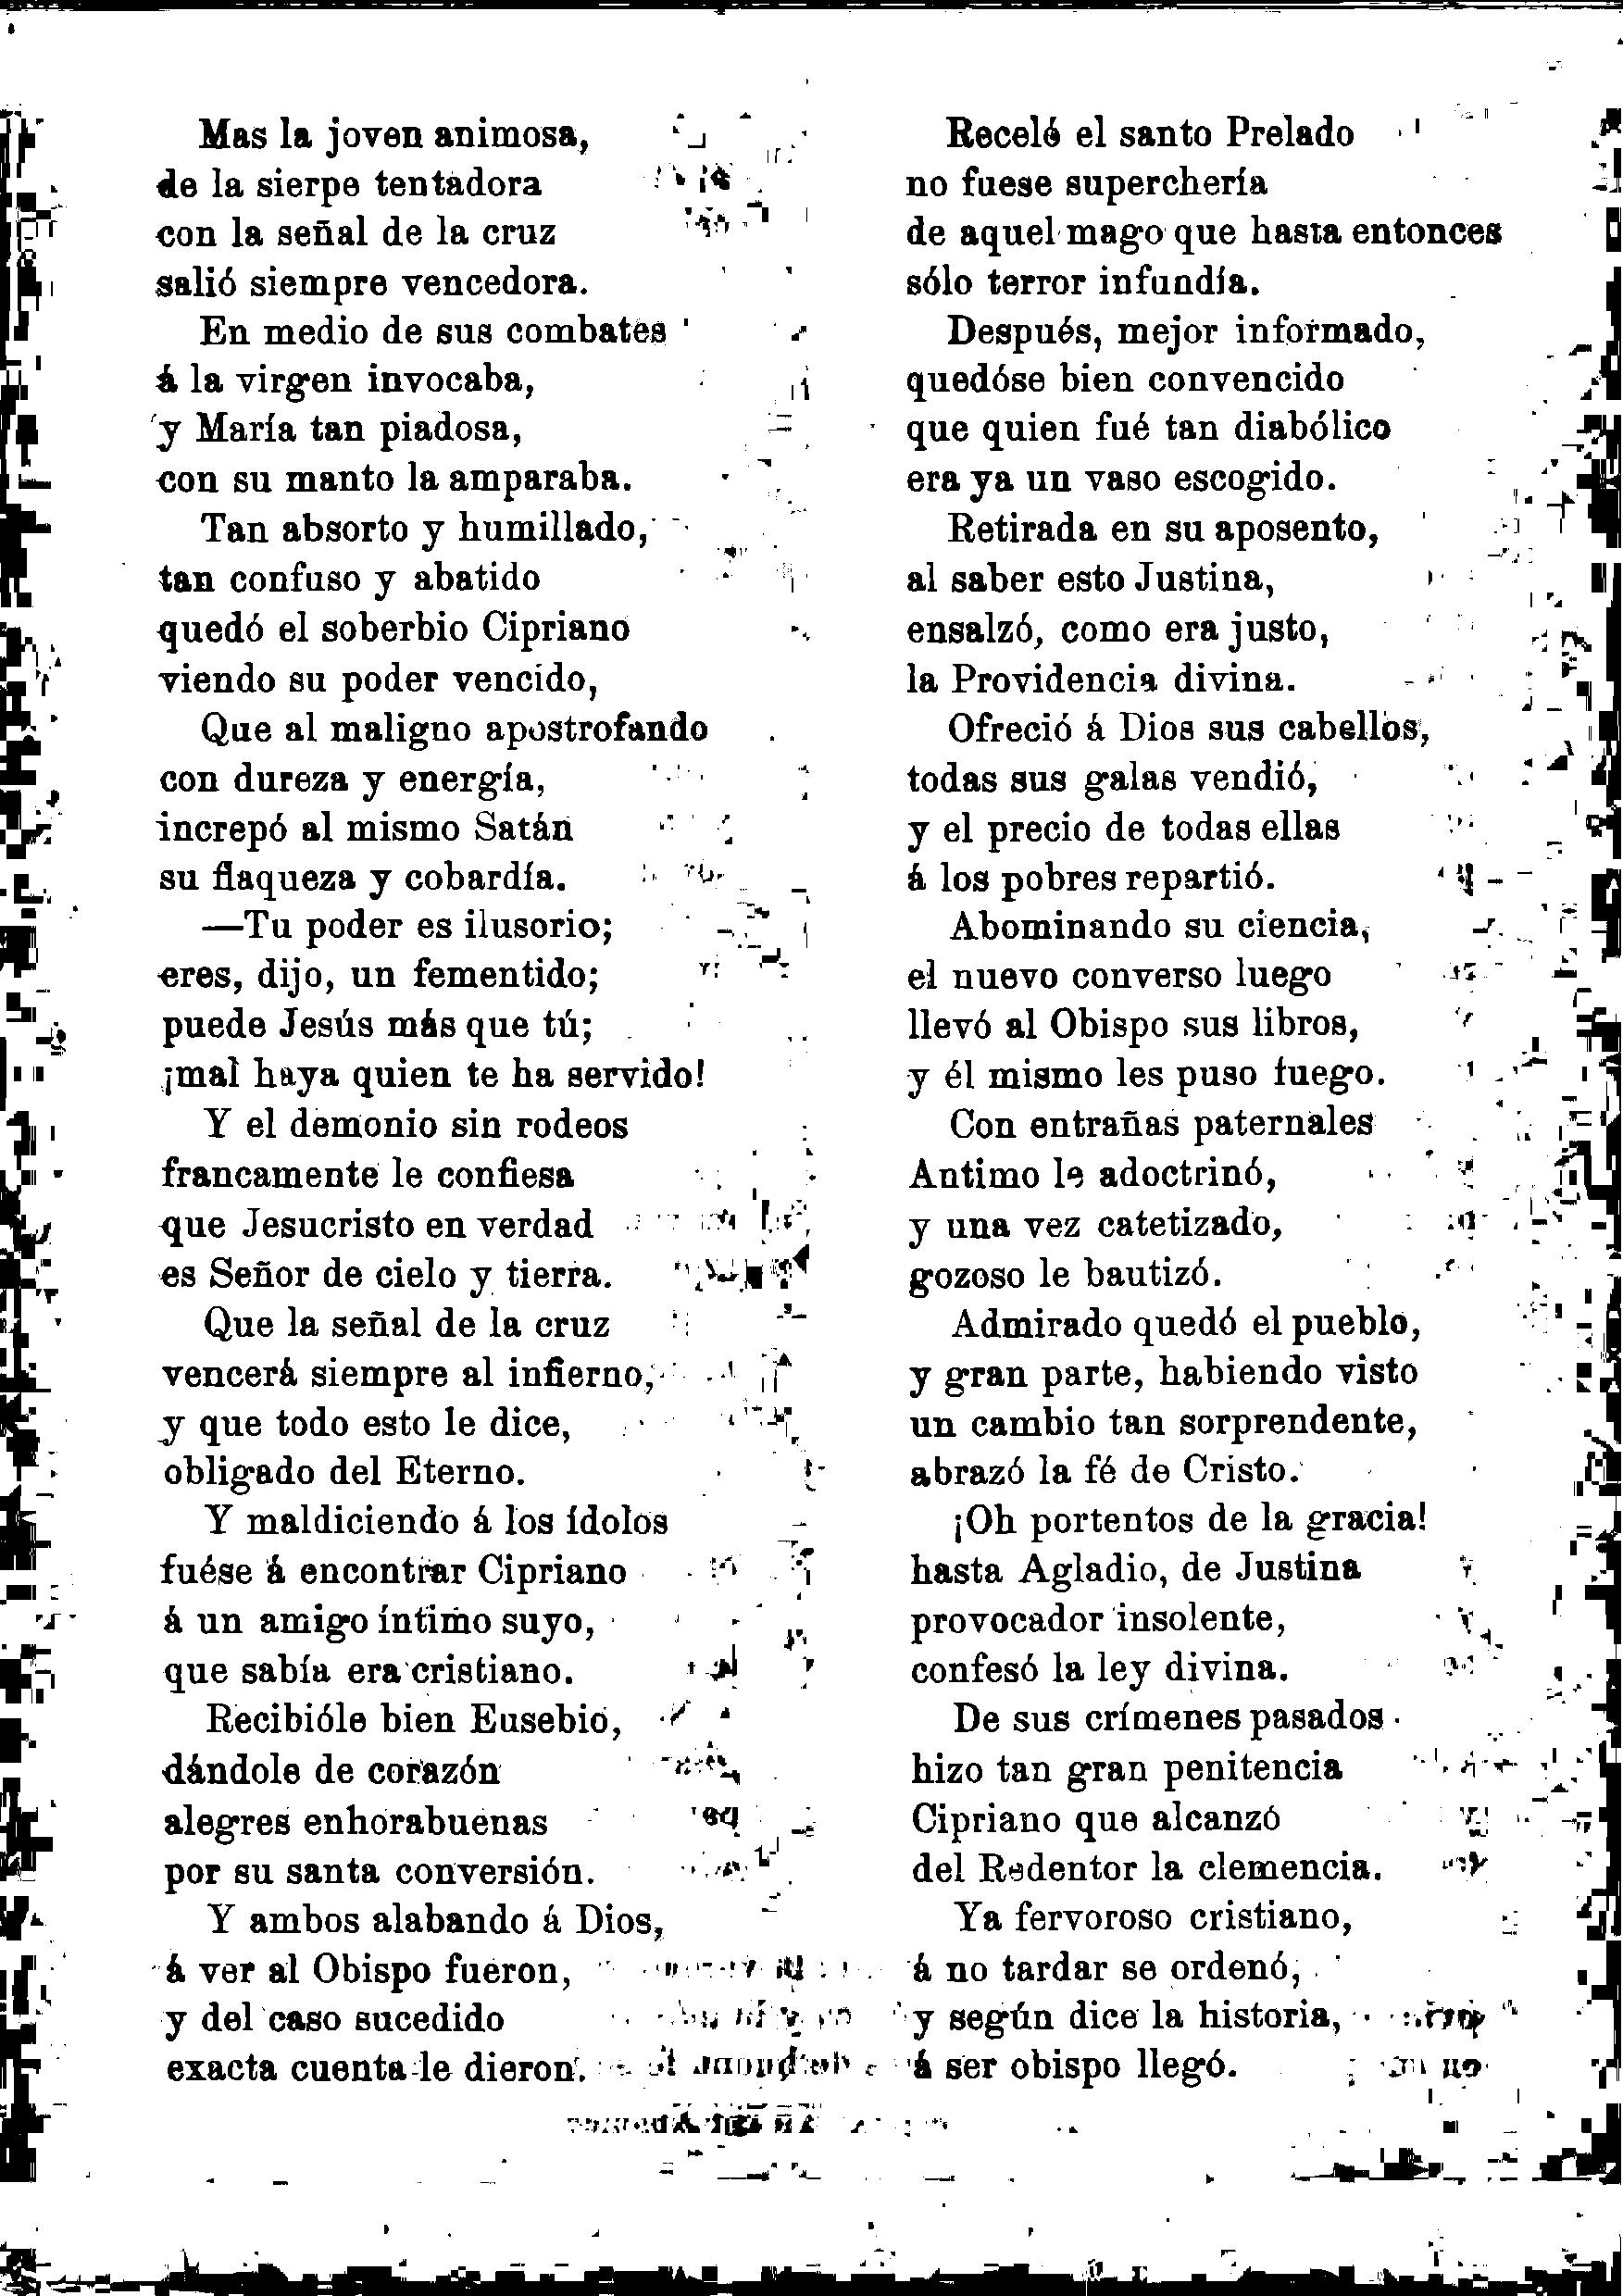 Mas la joven animosa,
de la sierpe tentadora
con la señal de la cruz
salió siempre vencedora.
En medio de sus combates
á la virgen invocaba,
y María tan piadosa,
con su manto la amparaba.
Tan absorto y humillado,
tan confuso y abatido
quedó el soberbio Cipriano
viendo su poder vencido,
Que al maligno apostrofando
con dureza y energía,
increpó al mismo Satán
su flaqueza y cobardía.
—Tu poder es ilusorio;
eres, dijo, un fementido;
puede Jesús más que tú;
¡mal haya quien te ha servido!
Y el demonio sin rodeos
francamente le confiesa
que Jesucristo en verdad
es Señor de cielo y tierra.
Que la señal de la cruz
vencerá siempre al infierno,
y que todo esto le dice,
obligado del Eterno.
Y maldiciendo á los ídolos
fuése á encontrar Cipriano
á un amigo íntimo suyo,
que sabía era cristiano.
Recibióle bien Eusebio,
dándole de corazón
alegres enhorabuenas
por su santa conversión.
Y ambos alabando á Dios,
á ver al Obispo fueron,
y del caso sucedido
exacta cuenta le dieron.
Receló el santo Prelado
no fuese superchería
de aquel mago que hasta entonces
sólo terror infundía.
Después, mejor informado,
quedóse bien convencido
que quien fué tan diabólico
era ya un vaso escogido.
Retirada en su aposento,
al saber esto Justina,
ensalzó, como era justo,
la Providencia divina.
Ofreció á Dios sus cabellos,
todas sus galas vendió,
y el precio de todas ellas
á los pobres repartió.
Abominando su ciencia,
el nuevo converso luego
llevó al Obispo sus libros,
y él mismo les puso fuego.
Con entrañas paternales
Antimo le adoctrinó,
y una vez catetizado,
gozoso le bautizó.
Admirado quedó el pueblo,
y gran parte, habiendo visto
un cambio tan sorprendente,
abrazó la fé de Cristo.
¡Oh portentos de la gracia!
hasta Agladio, de Justina
provocador insolente,
confesó la ley divina.
De sus crímenes pasados
hizo tan gran penitencia
Cipriano que alcanzó
del Redentor la clemencia.
Ya fervoroso cristiano,
á no tardar se ordenó,
y según dice la historia,
á ser obispo llegó.